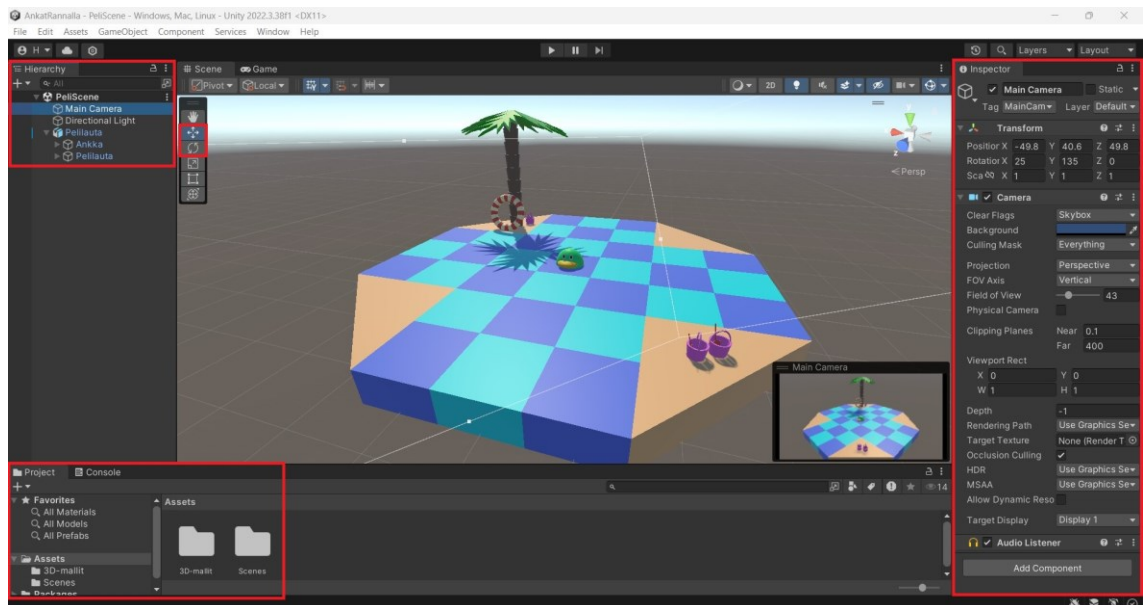 AnkatRannalla - PeliScene - Windows, Mac, Linux - Unity 2022.3.38f1 <DX11>
File Edit Assets GameObject Component Services Window Help
H
Layers Layout
Hierarchy
All
PeliScene
Main Camera
Directional Light
Pelilauta
Ankka
Pelilauta
Scene Game
Pivot Local
2D
Persp
Main Camera
Inspector
Main Camera Static
Tag MainCam Layer Default
Transform
Position X -49.8 Y 40.6 Z 49.8
Rotation X 25 Y 135 Z 0
Sca X 1 Y 1 Z 1
Camera
Clear Flags Skybox
Background
Culling Mask Everything
Projection Perspective
FOV Axis Vertical
Field of View 43
Physical Camera
Clipping Planes Near 0.1
Far 400
Viewport Rect
X 0 Y 0
W 1 H 1
Depth -1
Rendering Path Use Graphics Se
Target Texture None (Render T
Occlusion Culling
HDR Use Graphics Se
MSAA Use Graphics Se
Allow Dynamic Reso
Target Display Display 1
Audio Listener
Add Component
Project Console
14
Favorites
All Materials
All Models
All Prefabs
Assets
3D-mallit
Scenes
Packages
Assets
3D-mallit Scenes